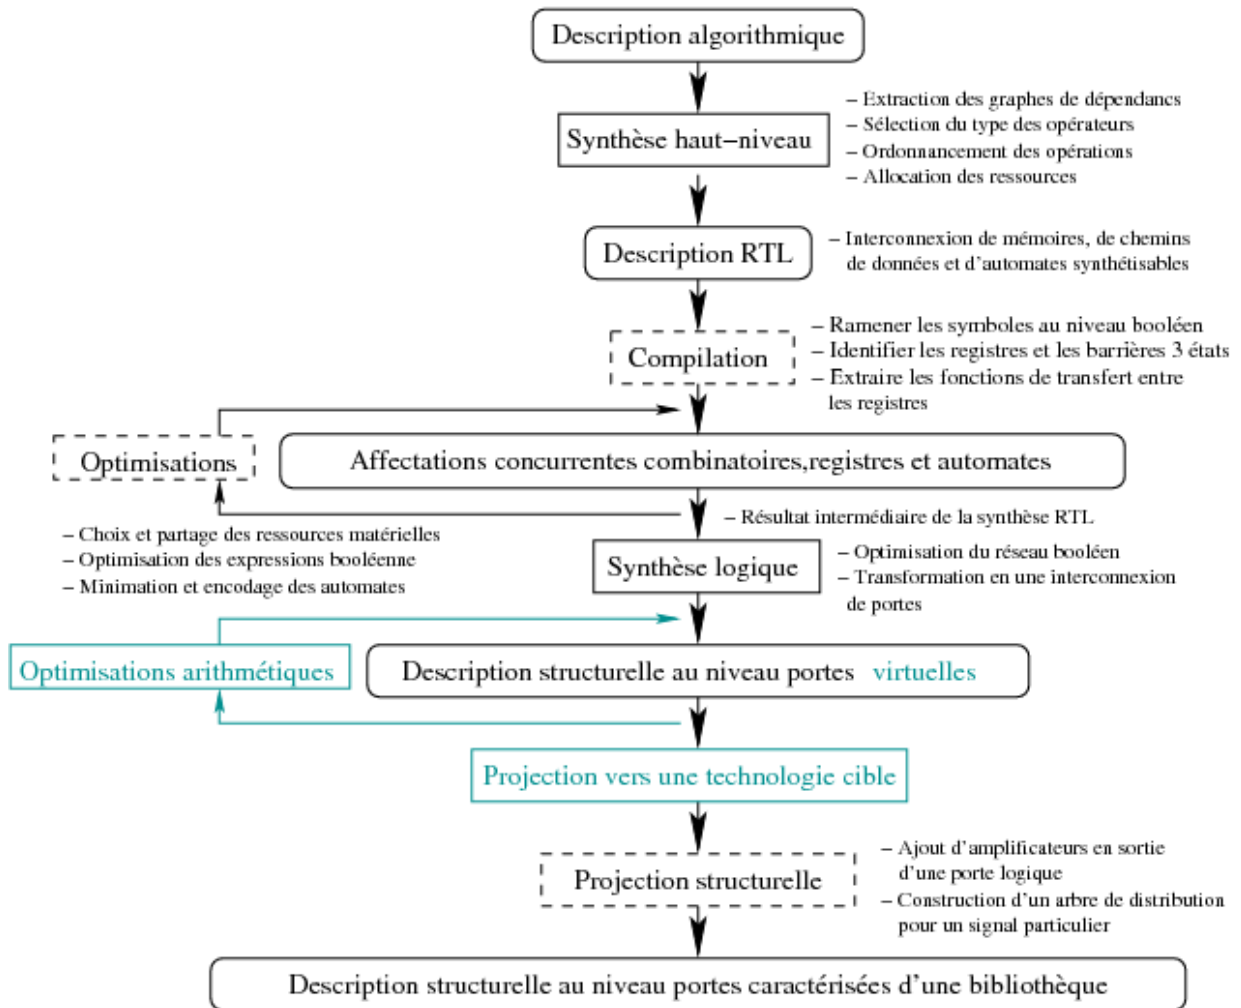 Description algorithmique
– Extraction des graphes de dépendancs
– Sélection du type des opérateurs
– Ordonnancement des opérations
– Allocation des ressources
Synthèse haut–niveau
Description RTL
– Interconnexion de mémoires, de chemins
de données et d'automates synthétisables
– Ramener les symboles au niveau booléen
– Identifier les registres et les barrières 3 états
– Extraire les fonctions de transfert entre
les registres
Compilation
Optimisations
Affectations concurrentes combinatoires,registres et automates
– Choix et partage des ressources matérielles
– Optimisation des expressions booléenne
– Minimation et encodage des automates
– Résultat intermédiaire de la synthèse RTL
Synthèse logique
– Optimisation du réseau booléen
– Transformation en une interconnexion
de portes
Optimisations arithmétiques
Description structurelle au niveau portes virtuelles
Projection vers une technologie cible
Projection structurelle
– Ajout d'amplificateurs en sortie
d'une porte logique
– Construction d'un arbre de distribution
pour un signal particulier
Description structurelle au niveau portes caractérisées d'une bibliothèque